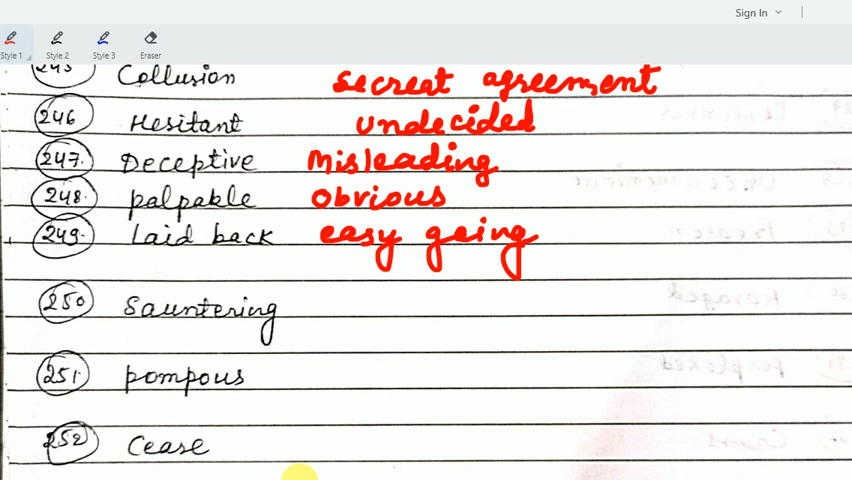 Sign In
Style 1 Style 2 Style 3 Eraser
245 Collusion secreat agreement
246 Hesitant undecided
247. Deceptive Misleading
248. palpable Obvious
249. laid back easy going
250 Sauntering
251. pompous
252 Cease